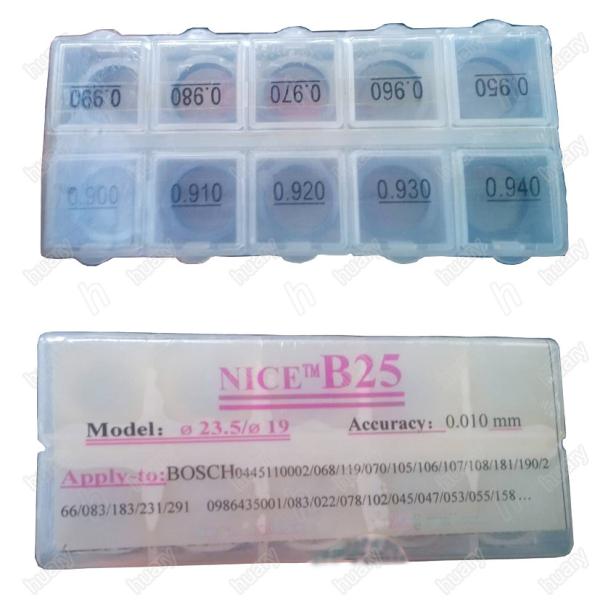 0.990 0.980 0.970 0.960 0.950
0.900 0.910 0.920 0.930 0.940
NICE™B25
Model: ø 23.5/ø 19 Accuracy: 0.010 mm
Apply-to:BOSCH0445110002/068/119/070/105/106/107/108/181/190/2
66/083/183/231/291 0986435001/083/022/078/102/045/047/053/055/158...
huary
h